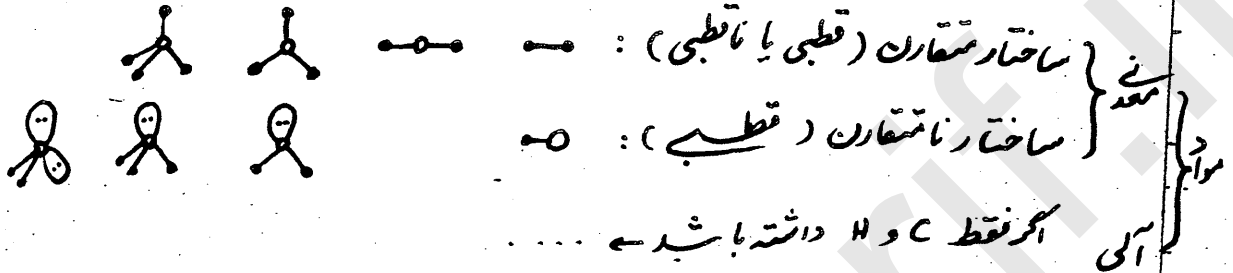 ساختار متقارن (قطبی یا ناقطبی) :
معدنی
ساختار نامتقارن (قطبی) :
مواد
آلی اگر فقط C و H داشته باشد ← ....